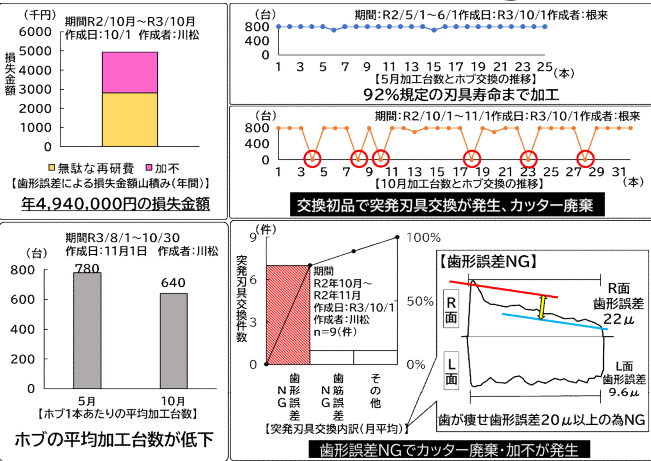 (千円)
期間R2/10月～R3/10月
作成日:10/1 作成者:川松
6000
5000
4000
3000
2000
1000
0
損失金額
無駄な再研費 加不
【歯形誤差による損失金額山積み(年間)】
年4,940,000円の損失金額
(台) 期間:R2/5/1～6/1作成日:R3/10/1作成者:根来
800
400
0
1 3 5 7 9 11 13 15 17 19 21 23 25 (本)
【5月加工台数とホブ交換の推移】
92%規定の刃具寿命まで加工
(台) 期間:R2/10/1～11/1作成日:R3/10/1作成者:根来
800
400
0
1 3 5 7 9 11 13 15 17 19 21 23 25 27 29 31 (本)
【10月加工台数とホブ交換の推移】
交換初品で突発刃具交換が発生、カッター廃棄
(台)
期間R3/8/1～10/30
作成日:11月1日 作成者:川松
800
600
400
200
0
780
640
5月 10月
【ホブ1本あたりの平均加工台数】
ホブの平均加工台数が低下
(件)
9
6
3
0
突発刃具交換件数
100%
50%
0%
期間
R2年10月～
R2年11月
作成日:R3/10/1
作成者:川松
n=9(件)
歯形誤差NG
歯筋誤差NG
その他
【突発刃具交換内訳(月平均)】
【歯形誤差NG】
R面
L面
R面
歯形誤差
22μ
L面
歯形誤差
9.6μ
歯が痩せ歯形誤差20μ以上の為NG
歯形誤差NGでカッター廃棄・加不が発生